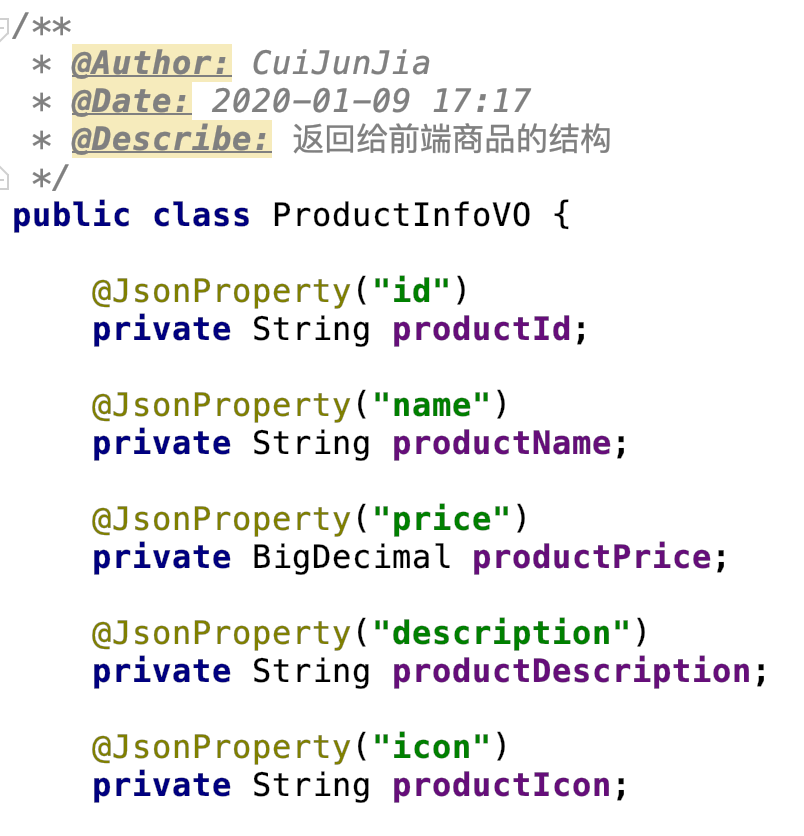 /**
 * @Author: CuiJunJia
 * @Date: 2020-01-09 17:17
 * @Describe: 返回给前端商品的结构
 */
public class ProductInfoVO {
    @JsonProperty("id")
    private String productId;
    @JsonProperty("name")
    private String productName;
    @JsonProperty("price")
    private BigDecimal productPrice;
    @JsonProperty("description")
    private String productDescription;
    @JsonProperty("icon")
    private String productIcon;